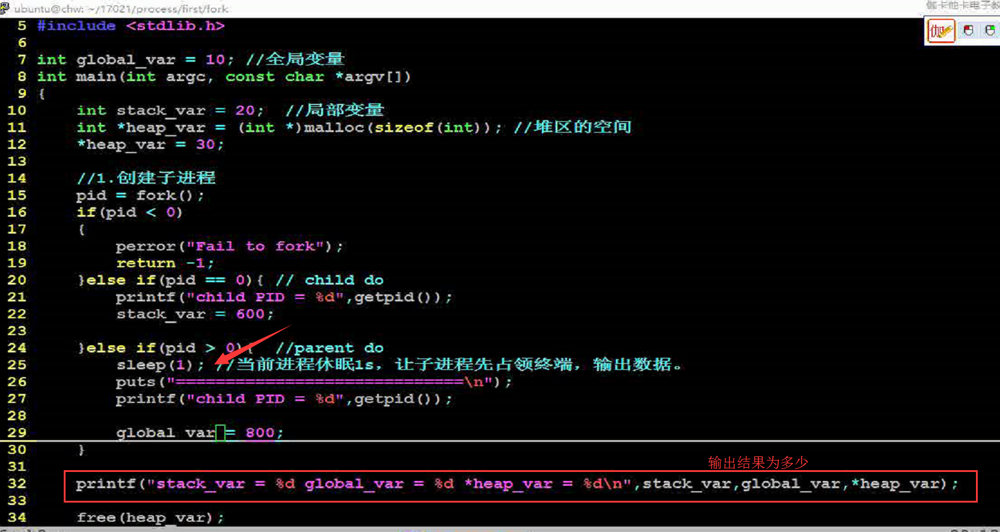 ubuntu@chw: ~/17021/process/first/fork
伽卡他卡电子教
伽
5 #include <stdlib.h>
6
7 int global_var = 10; //全局变量
8 int main(int argc, const char *argv[])
9 {
10 int stack_var = 20; //局部变量
11 int *heap_var = (int *)malloc(sizeof(int)); //堆区的空间
12 *heap_var = 30;
13
14 //1.创建子进程
15 pid = fork();
16 if(pid < 0)
17 {
18 perror("Fail to fork");
19 return -1;
20 }else if(pid == 0){ // child do
21 printf("child PID = %d",getpid());
22 stack_var = 600;
23
24 }else if(pid > 0){ //parent do
25 sleep(1); //当前进程休眠1s，让子进程先占领终端，输出数据。
26 puts("=============================\n");
27 printf("child PID = %d",getpid());
28
29 global_var = 800;
30 }
31
输出结果为多少
32 printf("stack_var = %d global_var = %d *heap_var = %d\n",stack_var,global_var,*heap_var);
33
34 free(heap_var);